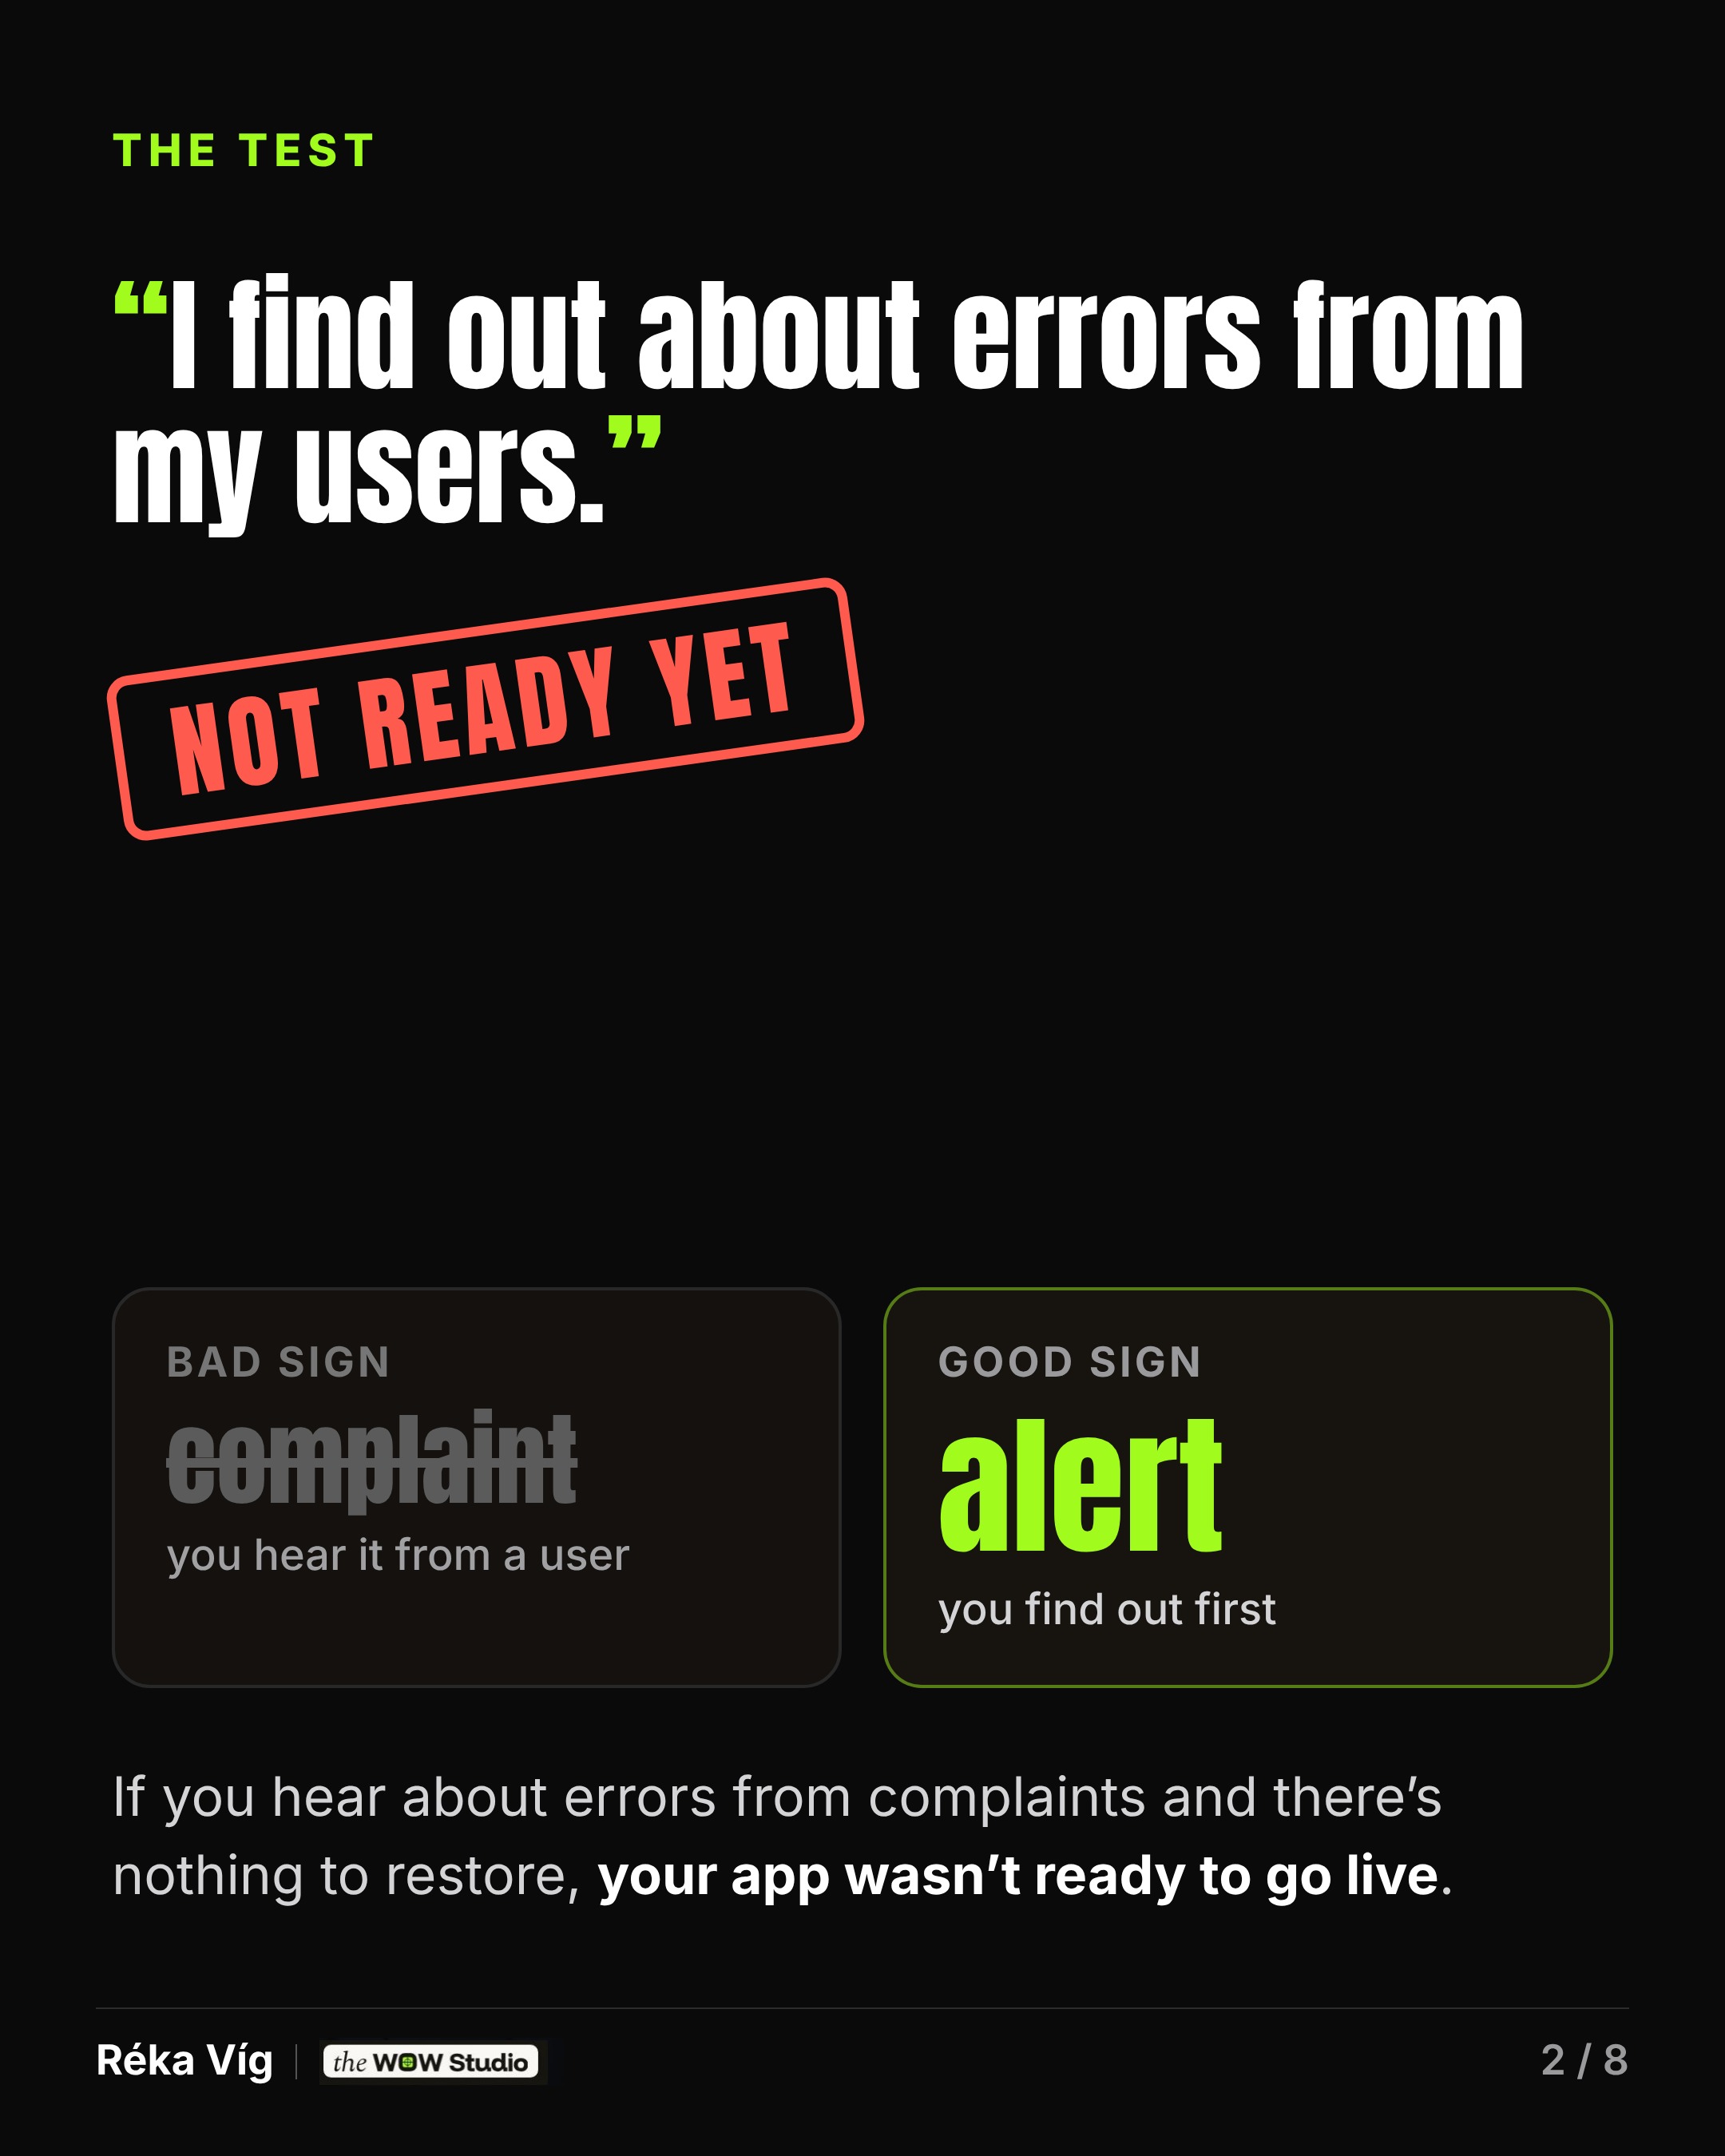 THE TEST
“I find out about errors from
my users.”
NOT READY YET
BAD SIGN
complaint
you hear it from a user
GOOD SIGN
alert
you find out first
If you hear about errors from complaints and there’s
nothing to restore, your app wasn’t ready to go live.
Réka Víg
the WOW Studio
2 / 8